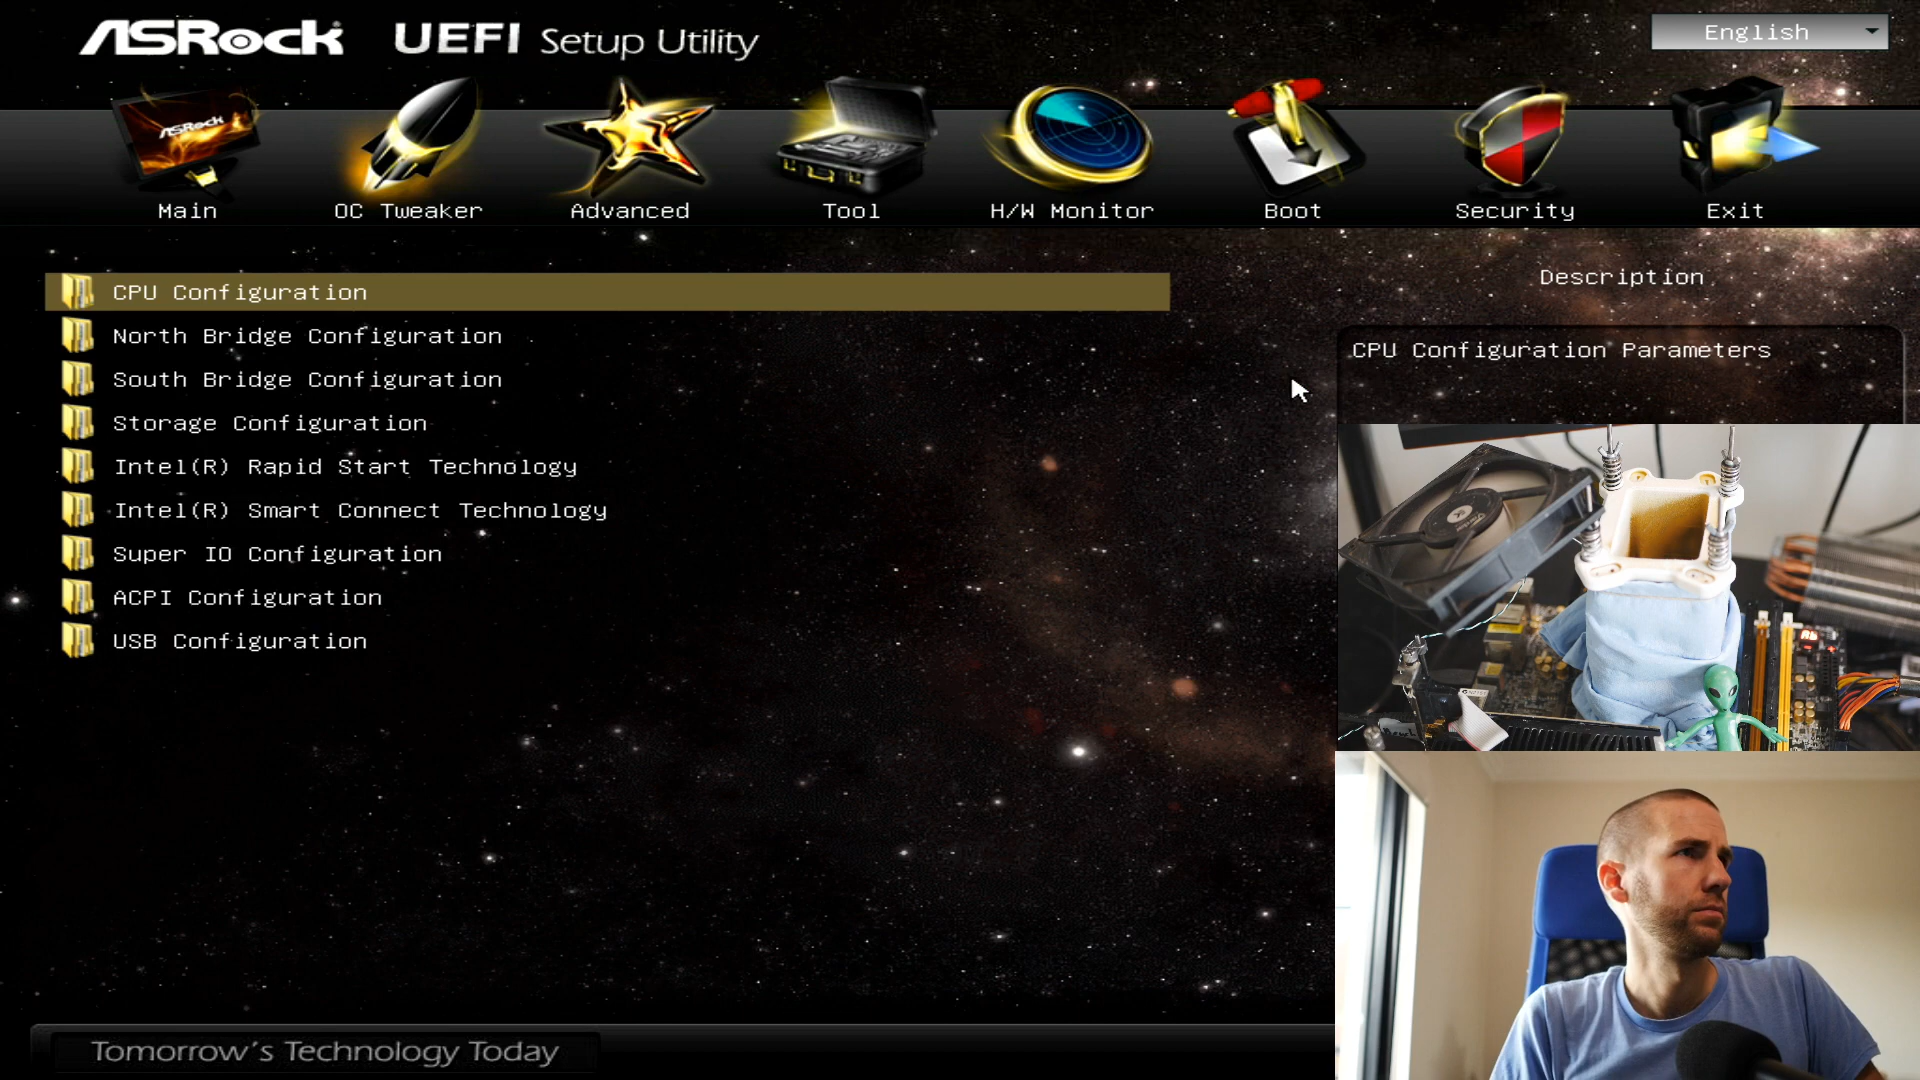 ASRock UEFI Setup Utility
English
ASRock
Main
OC Tweaker
Advanced
Tool
H/W Monitor
Boot
Security
Exit
CPU Configuration
North Bridge Configuration
South Bridge Configuration
Storage Configuration
Intel(R) Rapid Start Technology
Intel(R) Smart Connect Technology
Super IO Configuration
ACPI Configuration
USB Configuration
Description
CPU Configuration Parameters
Tomorrow's Technology Today